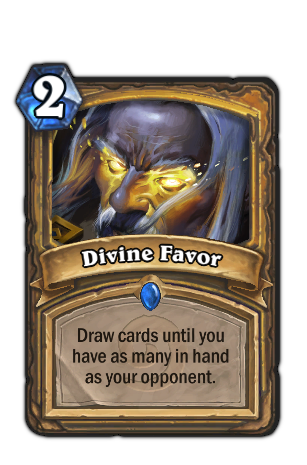 2
Divine Favor
Draw cards until you
have as many in hand
as your opponent.